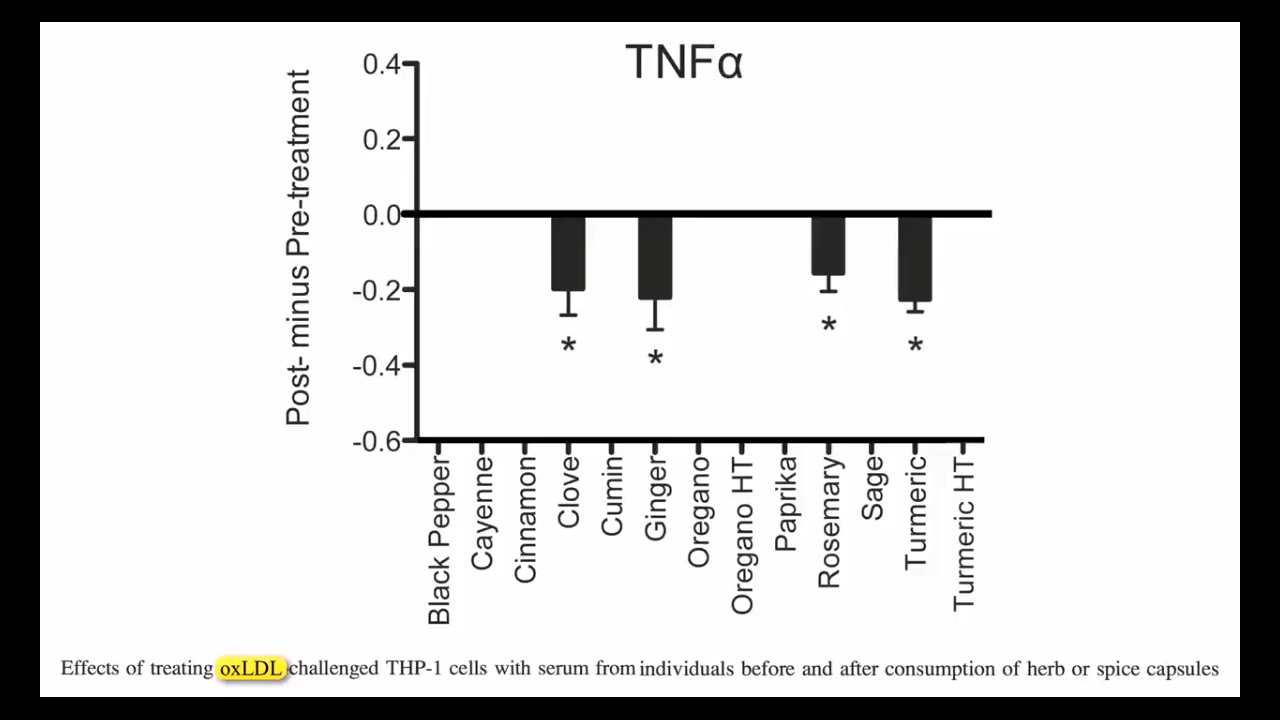 TNFα
Post- minus Pre-treatment
0.4
0.2
0.0
-0.2
-0.4
-0.6
*
*
*
*
Black Pepper
Cayenne
Cinnamon
Clove
Cumin
Ginger
Oregano
Oregano HT
Paprika
Rosemary
Sage
Turmeric
Turmeric HT
Effects of treating oxLDL challenged THP-1 cells with serum from individuals before and after consumption of herb or spice capsules